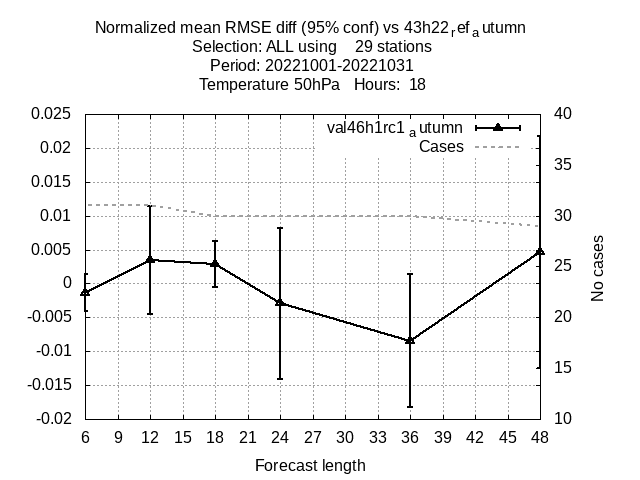 Normalized mean RMSE diff (95% conf) vs 43h22refautumn
Selection: ALL using 29 stations
Period: 20221001-20221031
Temperature 50hPa Hours: 18
val46h1rc1autumn
Cases
0.025
0.02
0.015
0.01
0.005
0
-0.005
-0.01
-0.015
-0.02
40
35
30
25
20
15
10
No cases
6 9 12 15 18 21 24 27 30 33 36 39 42 45 48
Forecast length